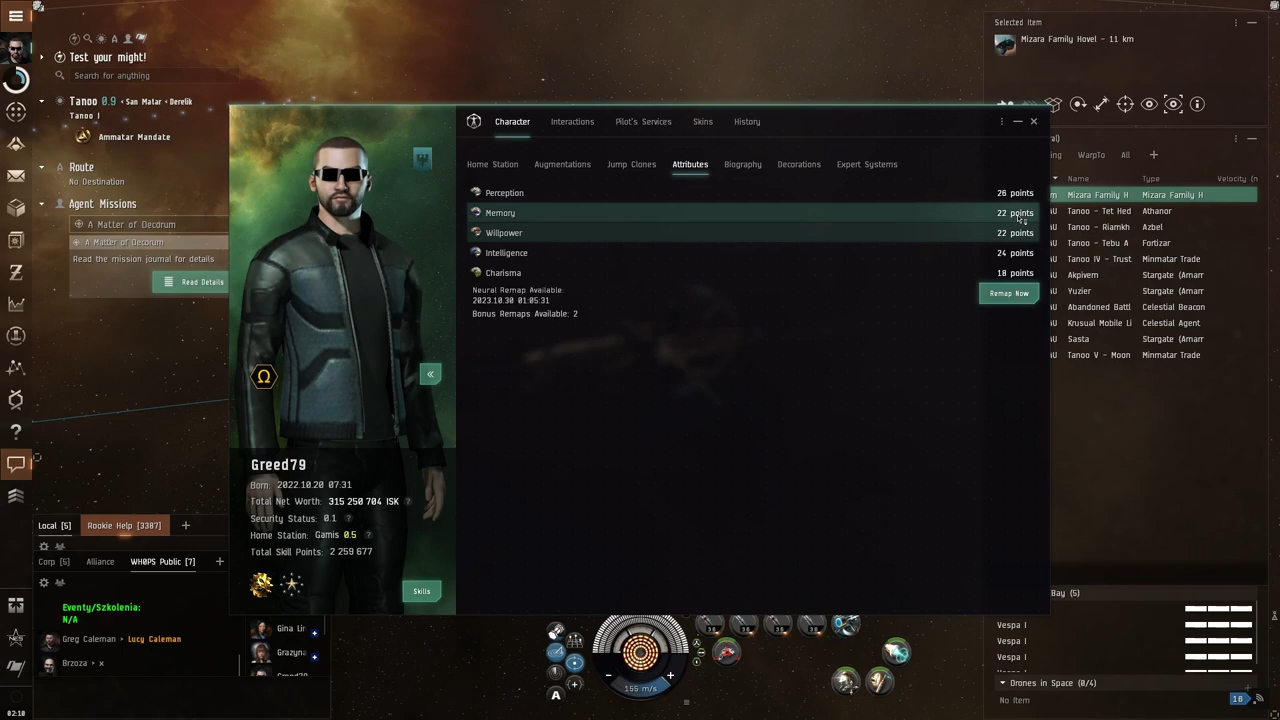 Test your might!
Search for anything
Tanoo 0.9 < San Matar < Derelik
Tanoo I
Ammatar Mandate
Route
No Destination
Agent Missions
A Matter of Decorum
A Matter of Decorum
Read the mission journal for details
Read Details
Character
Interactions
Pilot's Services
Skins
History
Home Station
Augmentations
Jump Clones
Attributes
Biography
Decorations
Expert Systems
Perception 26 points
Memory 22 points
Willpower 22 points
Intelligence 24 points
Charisma 18 points
Neural Remap Available:
2023.10.30 01:05:31
Bonus Remaps Available: 2
Remap Now
Greed79
Born: 2022.10.20 07:31
Total Net Worth: 315 250 704 ISK
Security Status: 0.1
Home Station: Gamis 0.5
Total Skill Points: 2 259 677
Skills
Selected Item
Mizara Family Hovel - 11 km
WarpTo
All
Name
Type
Velocity (m
Mizara Family H Mizara Family H
Tanoo - Tet Hed Athanor
Tanoo - Riamkh Azbel
Tanoo - Tebu A Fortizar
Tanoo IV - Trust Minmatar Trade
Akpivem Stargate (Amarr
Yuzier Stargate (Amarr
Abandoned Battl Celestial Beacon
Krusual Mobile Li Celestial Agent
Sasta Stargate (Amarr
Tanoo V - Moon Minmatar Trade
Local [5]
Rookie Help [3387]
Corp [5]
Alliance
WH0PS Public [7]
Eventy/Szkolenia:
N/A
Greg Caleman > Lucy Caleman
Brzoza > x
Gina Lir
Grazyna
155 m/s
A
Bay (5)
Vespa I
Vespa I
Vespa I
Vespa I
Drones in Space (0/4)
No Item
02:10